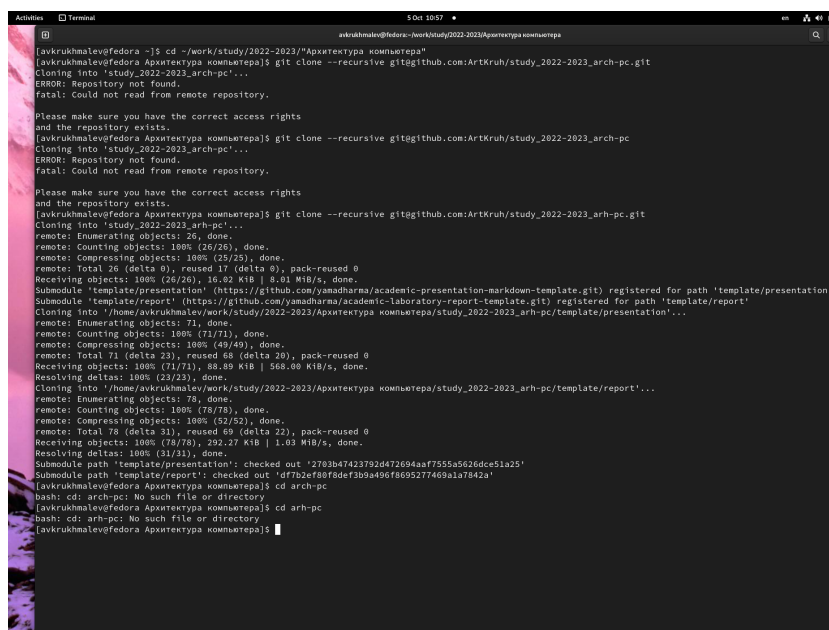 Activities Terminal 5 Oct 10:57 en
avkrukhmalev@fedora:~/work/study/2022-2023/Архитектура компьютера
[avkrukhmalev@fedora ~]$ cd ~/work/study/2022-2023/"Архитектура компьютера"
[avkrukhmalev@fedora Архитектура компьютера]$ git clone --recursive git@github.com:ArtKruh/study_2022-2023_arch-pc.git
Cloning into 'study_2022-2023_arch-pc'...
ERROR: Repository not found.
fatal: Could not read from remote repository.
Please make sure you have the correct access rights
and the repository exists.
[avkrukhmalev@fedora Архитектура компьютера]$ git clone --recursive git@github.com:ArtKruh/study_2022-2023_arch-pc
Cloning into 'study_2022-2023_arch-pc'...
ERROR: Repository not found.
fatal: Could not read from remote repository.
Please make sure you have the correct access rights
and the repository exists.
[avkrukhmalev@fedora Архитектура компьютера]$ git clone --recursive git@github.com:ArtKruh/study_2022-2023_arh-pc.git
Cloning into 'study_2022-2023_arh-pc'...
remote: Enumerating objects: 26, done.
remote: Counting objects: 100% (26/26), done.
remote: Compressing objects: 100% (25/25), done.
remote: Total 26 (delta 0), reused 17 (delta 0), pack-reused 0
Receiving objects: 100% (26/26), 16.02 KiB | 8.01 MiB/s, done.
Submodule 'template/presentation' (https://github.com/yamadharma/academic-presentation-markdown-template.git) registered for path 'template/presentation
Submodule 'template/report' (https://github.com/yamadharma/academic-laboratory-report-template.git) registered for path 'template/report'
Cloning into '/home/avkrukhmalev/work/study/2022-2023/Архитектура компьютера/study_2022-2023_arh-pc/template/presentation'...
remote: Enumerating objects: 71, done.
remote: Counting objects: 100% (71/71), done.
remote: Compressing objects: 100% (49/49), done.
remote: Total 71 (delta 23), reused 68 (delta 20), pack-reused 0
Receiving objects: 100% (71/71), 88.89 KiB | 568.00 KiB/s, done.
Resolving deltas: 100% (23/23), done.
Cloning into '/home/avkrukhmalev/work/study/2022-2023/Архитектура компьютера/study_2022-2023_arh-pc/template/report'...
remote: Enumerating objects: 78, done.
remote: Counting objects: 100% (78/78), done.
remote: Compressing objects: 100% (52/52), done.
remote: Total 78 (delta 31), reused 69 (delta 22), pack-reused 0
Receiving objects: 100% (78/78), 292.27 KiB | 1.03 MiB/s, done.
Resolving deltas: 100% (31/31), done.
Submodule path 'template/presentation': checked out '2703b47423792d472694aaf7555a5626dce51a25'
Submodule path 'template/report': checked out 'df7b2ef80f8def3b9a496f8695277469a1a7842a'
[avkrukhmalev@fedora Архитектура компьютера]$ cd arch-pc
bash: cd: arch-pc: No such file or directory
[avkrukhmalev@fedora Архитектура компьютера]$ cd arh-pc
bash: cd: arh-pc: No such file or directory
[avkrukhmalev@fedora Архитектура компьютера]$